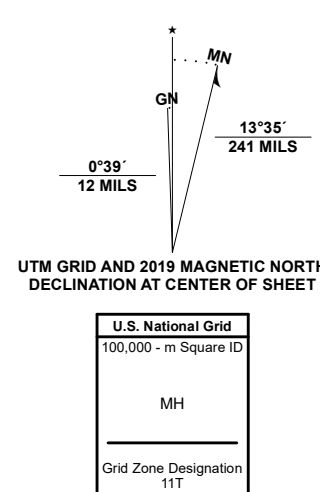 ★
MN
GN
13°35´
241 MILS
0°39´
12 MILS
UTM GRID AND 2019 MAGNETIC NORTH
DECLINATION AT CENTER OF SHEET
U.S. National Grid
100,000 - m Square ID
MH
Grid Zone Designation
11T